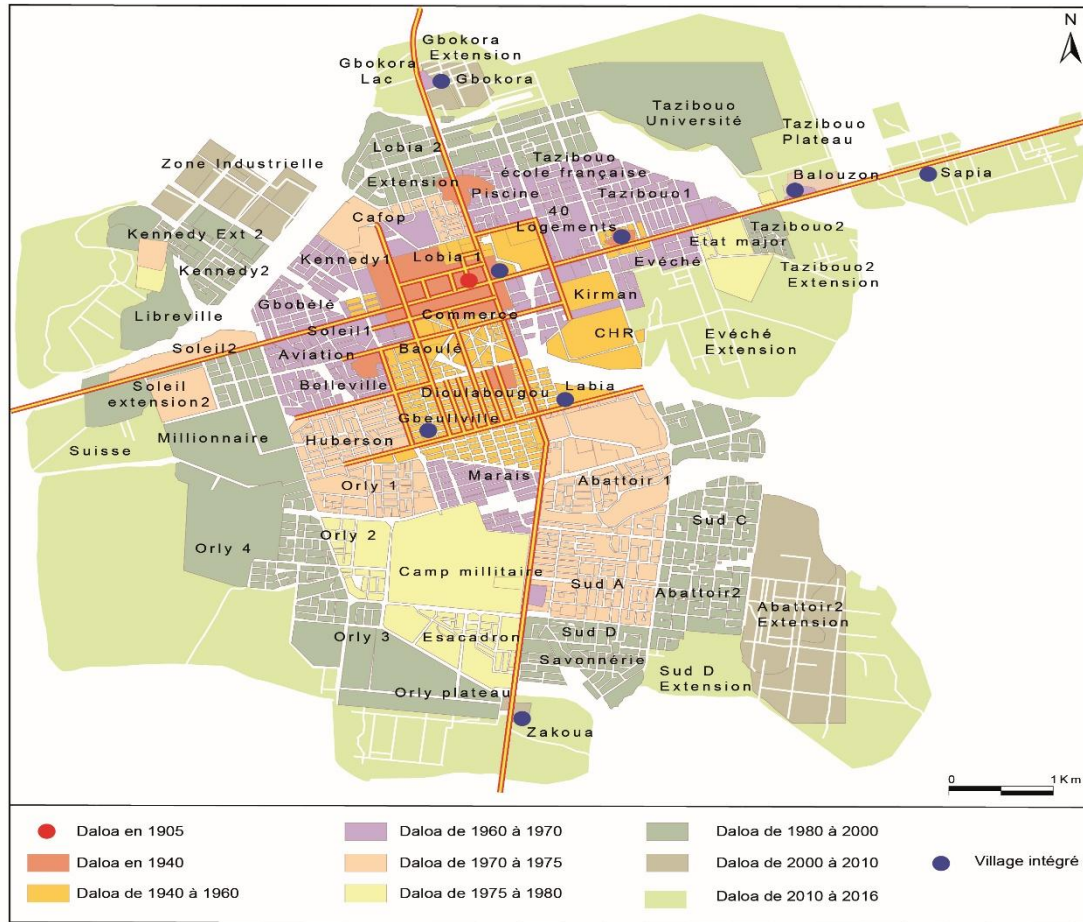 N
Gbokora
Extension
Gbokora
Lac
Gbokora
Tazibouo
Université
Tazibouo
Plateau
Balouzon
Sapia
Zone Industrielle
Lobia 2
Extension
Tazibouo
école française
Piscine
Tazibouo1
Cafop
40
Logements
Tazibouo2
Etat major
Kennedy Ext 2
Kennedy1
Lobia 1
Evéché
Kennedy2
Tazibouo2
Extension
Gbobélé
Kirman
Libreville
Commerce
Soleil1
CHR
Evéché
Extension
Soleil2
Aviation
Baoulé
Belleville
Soleil
extension2
Dioulabougou
Labia
Gbeullville
Millionnaire
Huberson
Suisse
Marais
Orly 1
Abattoir 1
Sud C
Orly 2
Orly 4
Camp millitaire
Sud A
Abattoir2
Abattoir2
Extension
Orly 3
Esacadron
Sud D
Savonnérie
Sud D
Extension
Orly plateau
Zakoua
0 1Km
Daloa en 1905
Daloa en 1940
Daloa de 1940 à 1960
Daloa de 1960 à 1970
Daloa de 1970 à 1975
Daloa de 1975 à 1980
Daloa de 1980 à 2000
Daloa de 2000 à 2010
Daloa de 2010 à 2016
Village intégré